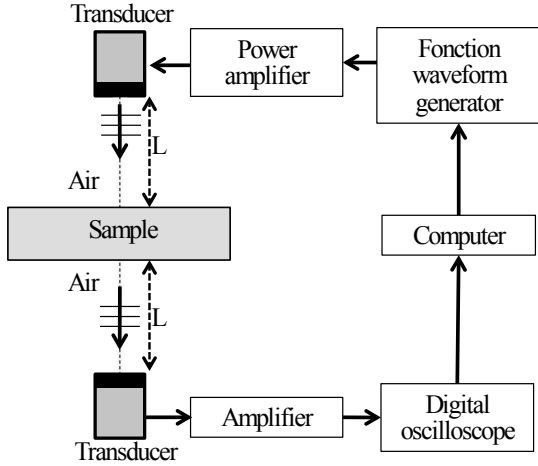 Transducer
Power
amplifier
Fonction
waveform
generator
L
Air
Sample
Computer
Air
L
Transducer
Amplifier
Digital
oscilloscope